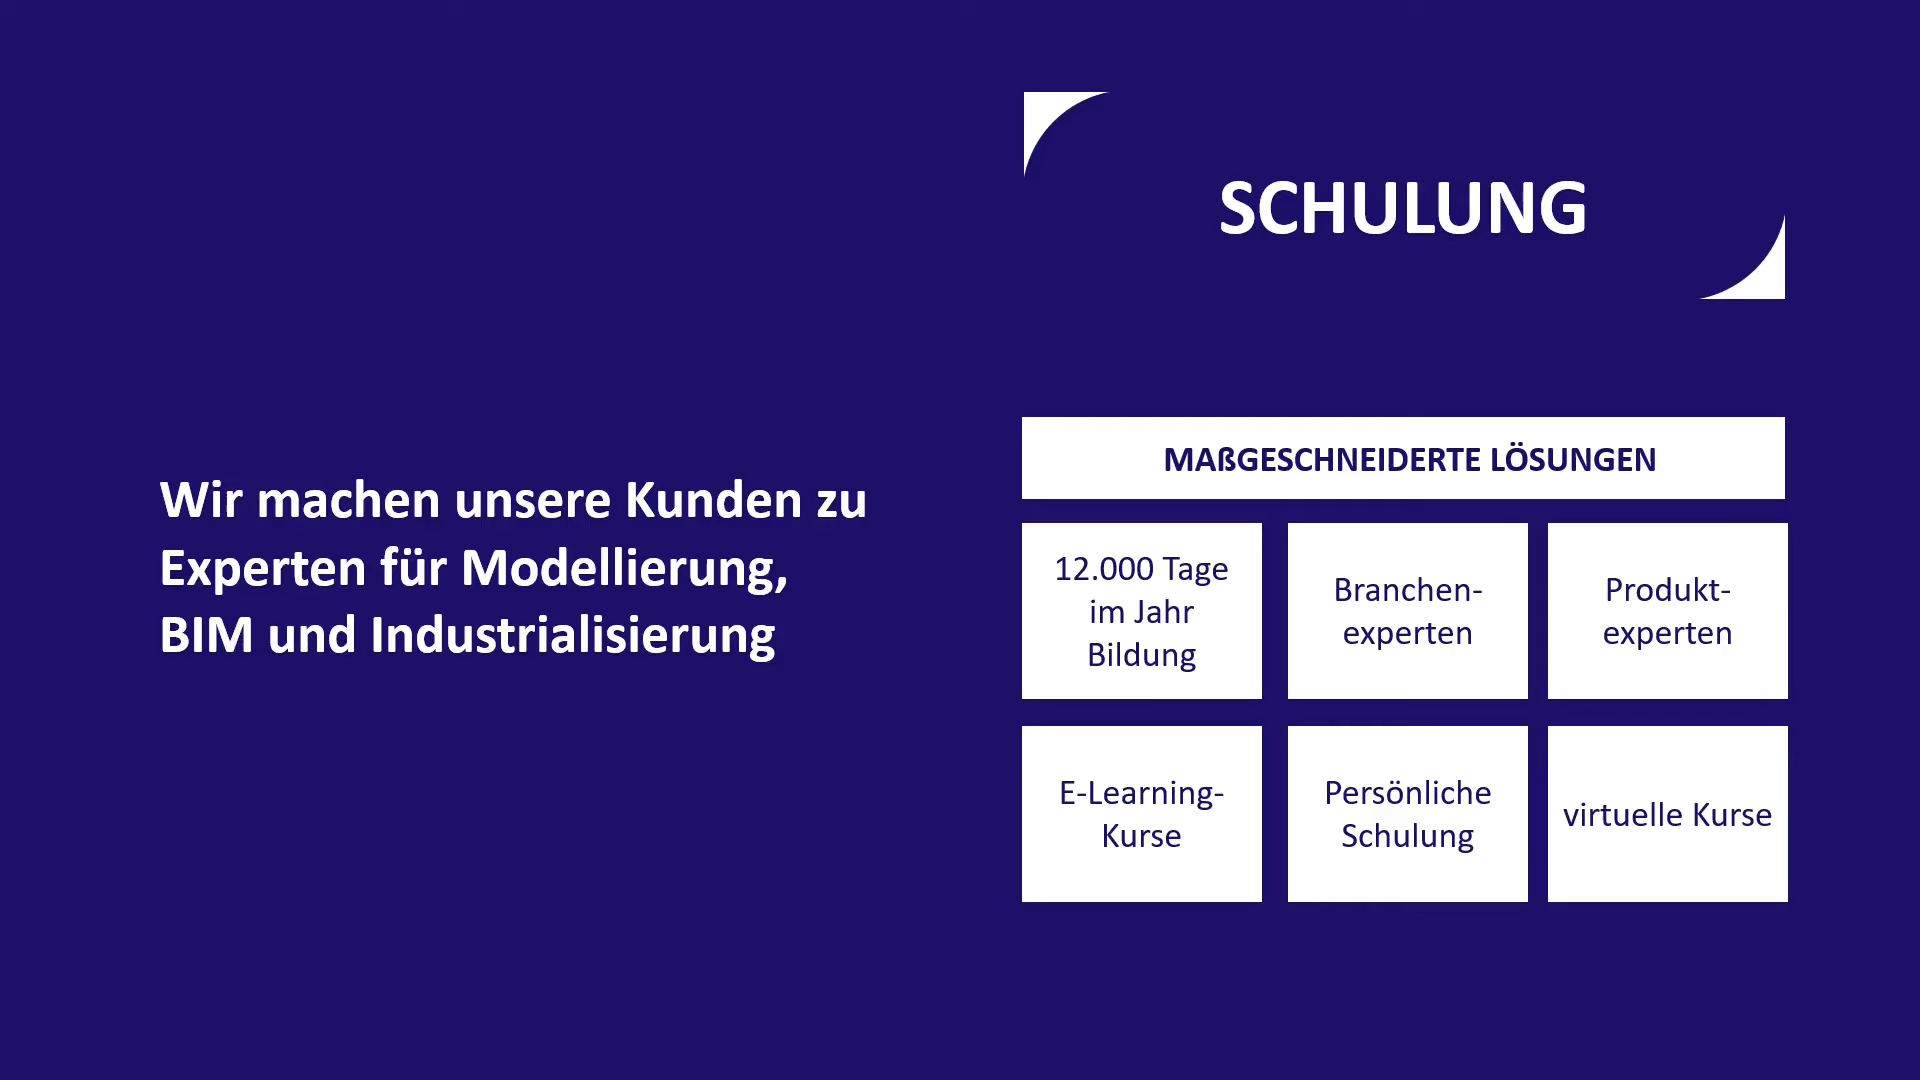 SCHULUNG
Wir machen unsere Kunden zu
Experten für Modellierung,
BIM und Industrialisierung
MAßGESCHNEIDERTE LÖSUNGEN
12.000 Tage
im Jahr
Bildung
Branchen-
experten
Produkt-
experten
E-Learning-
Kurse
Persönliche
Schulung
virtuelle Kurse